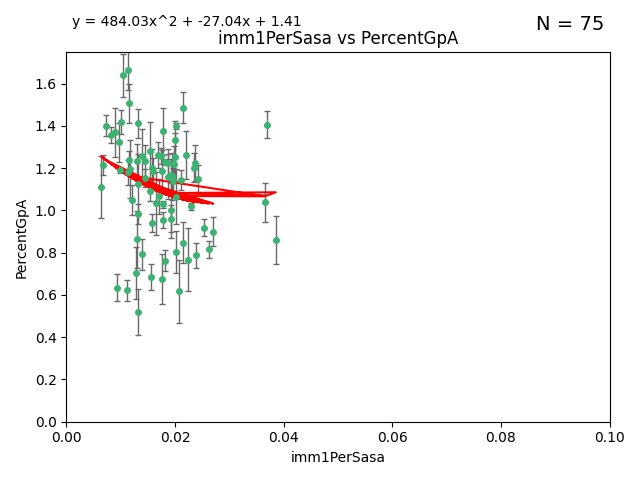 y = 484.03x^2 + -27.04x + 1.41
N = 75
imm1PerSasa vs PercentGpA
1.6
1.4
1.2
1.0
0.8
0.6
0.4
0.2
0.0
PercentGpA
0.00 0.02 0.04 0.06 0.08 0.10
imm1PerSasa